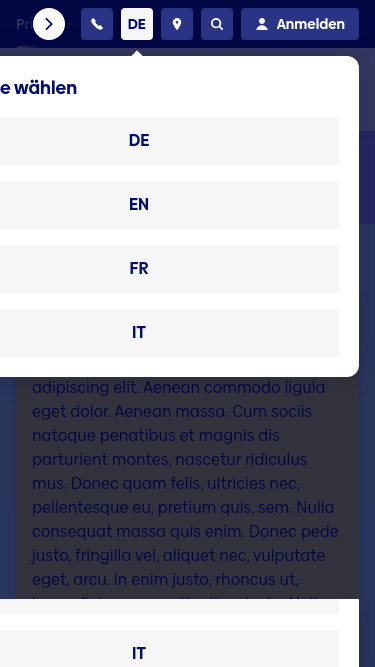 DE
Anmelden
e wählen
DE
EN
FR
IT
adipiscing elit. Aenean commodo ligula
eget dolor. Aenean massa. Cum sociis
natoque penatibus et magnis dis
parturient montes, nascetur ridiculus
mus. Donec quam felis, ultricies nec,
pellentesque eu, pretium quis, sem. Nulla
consequat massa quis enim. Donec pede
justo, fringilla vel, aliquet nec, vulputate
eget, arcu. In enim justo, rhoncus ut,
IT